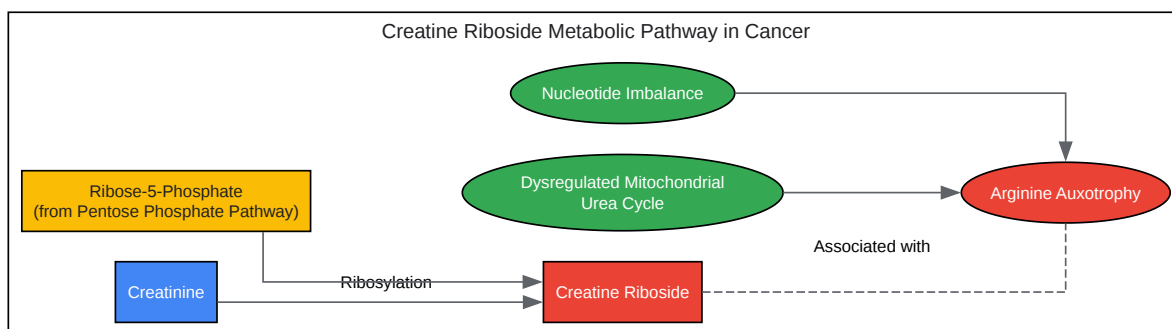 Creatine Riboside Metabolic Pathway in Cancer
Nucleotide Imbalance
Ribose-5-Phosphate
(from Pentose Phosphate Pathway)
Dysregulated Mitochondrial
Urea Cycle
Arginine Auxotrophy
Associated with
Ribosylation
Creatinine
Creatine Riboside